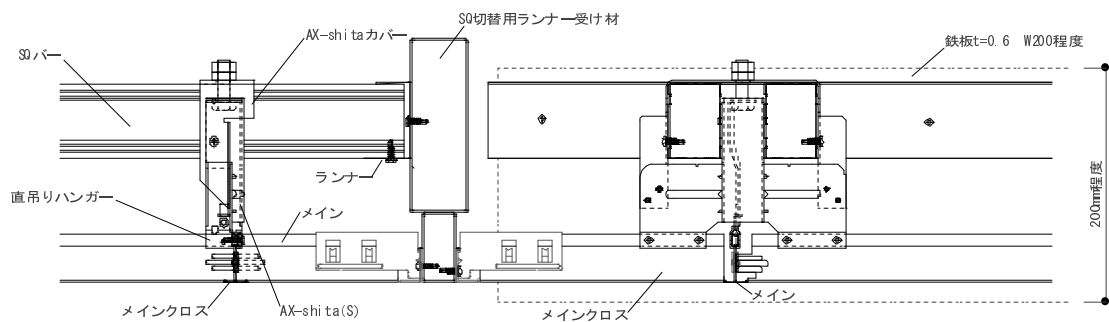 SQ切替用ランナー受け材
AX-shitaカバー
SQバー
鉄板t=0.6　W200程度
ランナ
直吊りハンガー
メイン
200mm程度
メインクロス
AX-shita(S)
メインクロス
メイン